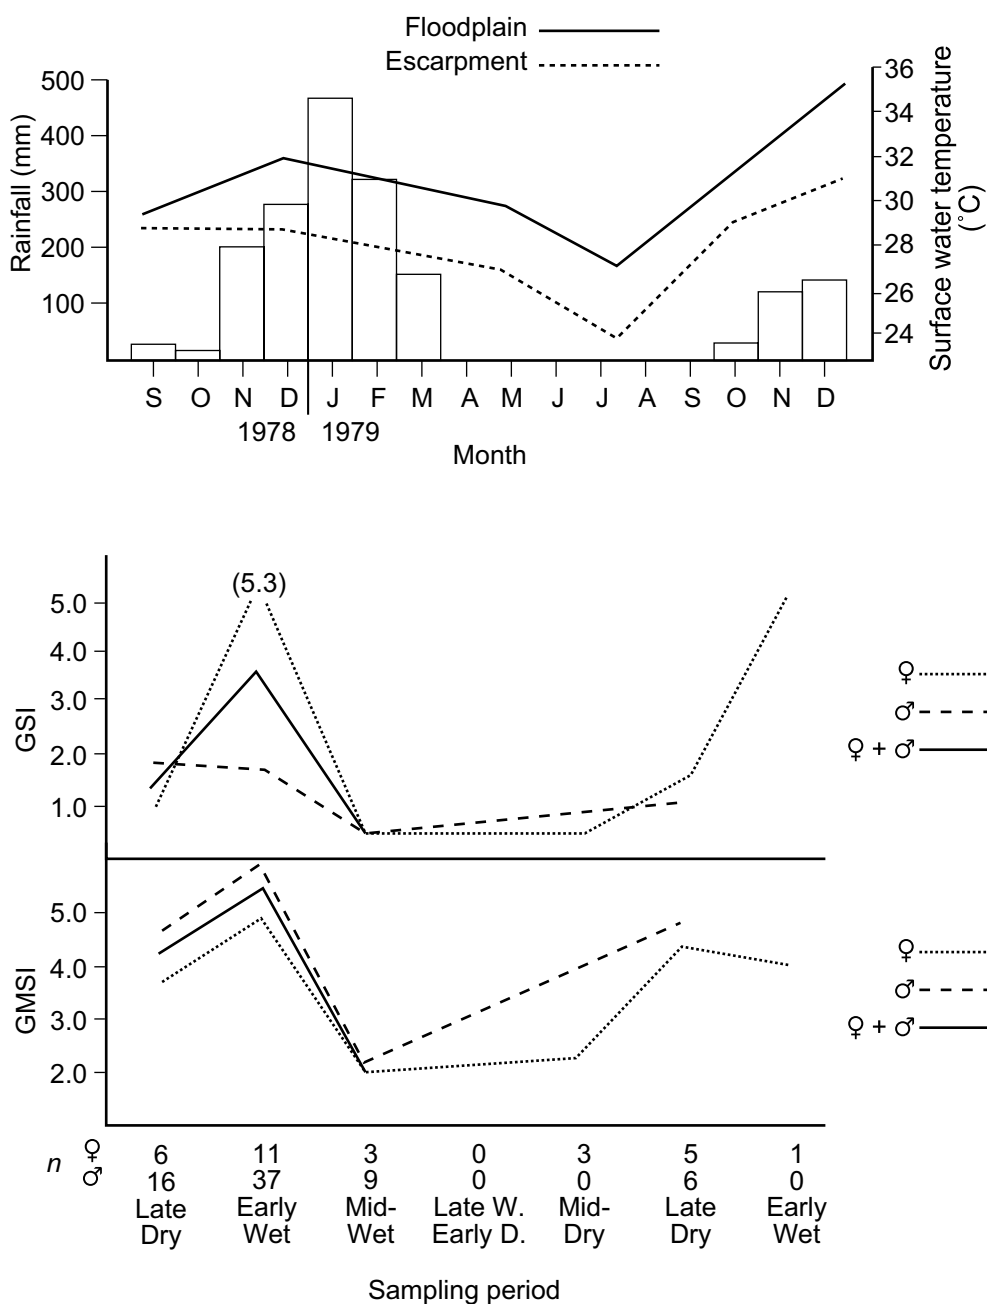 Floodplain
Escarpment
500
400
300
200
100
Rainfall (mm)
36
34
32
30
28
26
24
Surface water temperature
(˚C)
S O N D J F M A M J J A S O N D
1978 1979
Month
(5.3)
5.0
4.0
3.0
2.0
1.0
GSI
♀
♂
♀ + ♂
5.0
4.0
3.0
2.0
GMSI
♀
♂
♀ + ♂
n ♀ 6 11 3 0 3 5 1
♂ 16 37 9 0 0 6 0
Late Early Mid- Late W. Mid- Late Early
Dry Wet Wet Early D. Dry Dry Wet
Sampling period